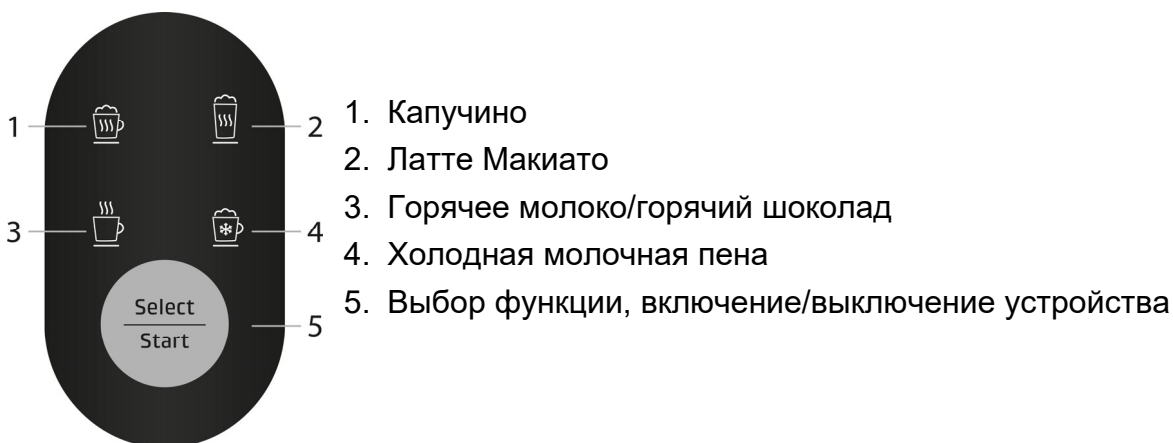 1
2
3
4
Select
Start
5
1. Капучино
2. Латте Макиато
3. Горячее молоко/горячий шоколад
4. Холодная молочная пена
5. Выбор функции, включение/выключение устройства